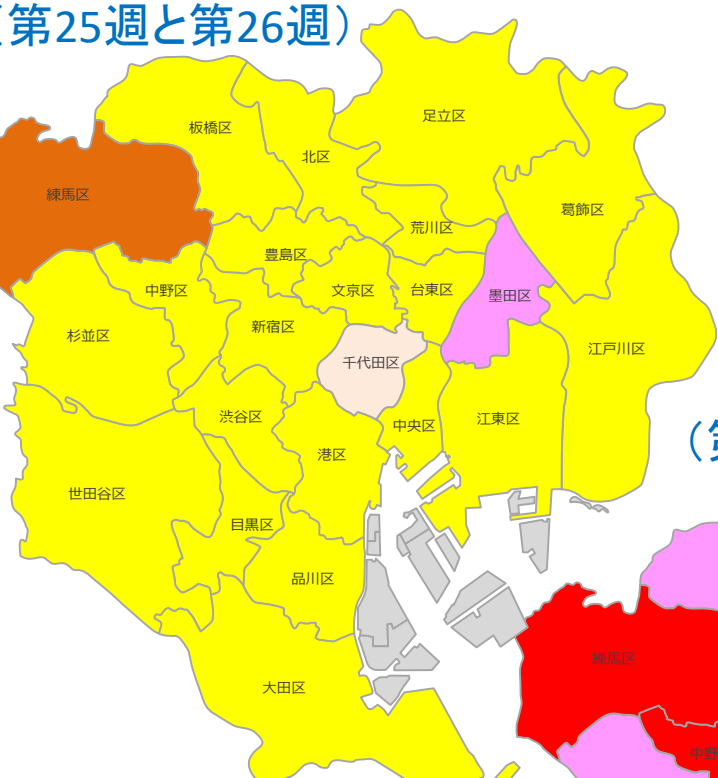 (第25週と第26週)
足立区
板橋区
北区
練馬区
葛飾区
荒川区
豊島区
中野区
文京区
台東区
墨田区
新宿区
杉並区
江戸川区
千代田区
渋谷区
中央区
江東区
港区
世田谷区
目黒区
品川区
大田区
(第
練馬区
中野